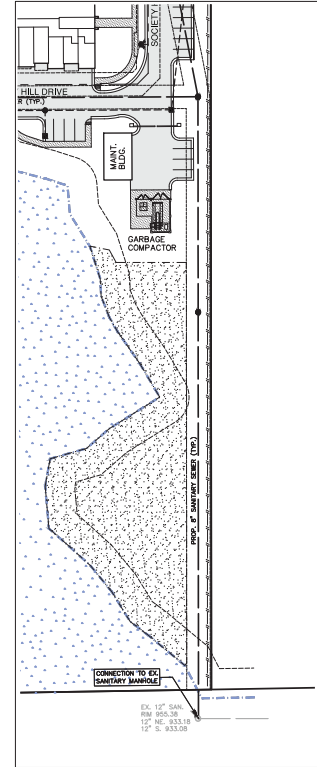 SOCIETY
HILL DRIVE
R (TYP.)
MAINT.
BLDG.
GARBAGE
COMPACTOR
PROP. 8" SANITARY SEWER (TYP.)
CONNECTION TO EX.
SANITARY MANHOLE
EX. 12" SAN.
RIM 955.38
12" NE. 933.18
12" S. 933.08